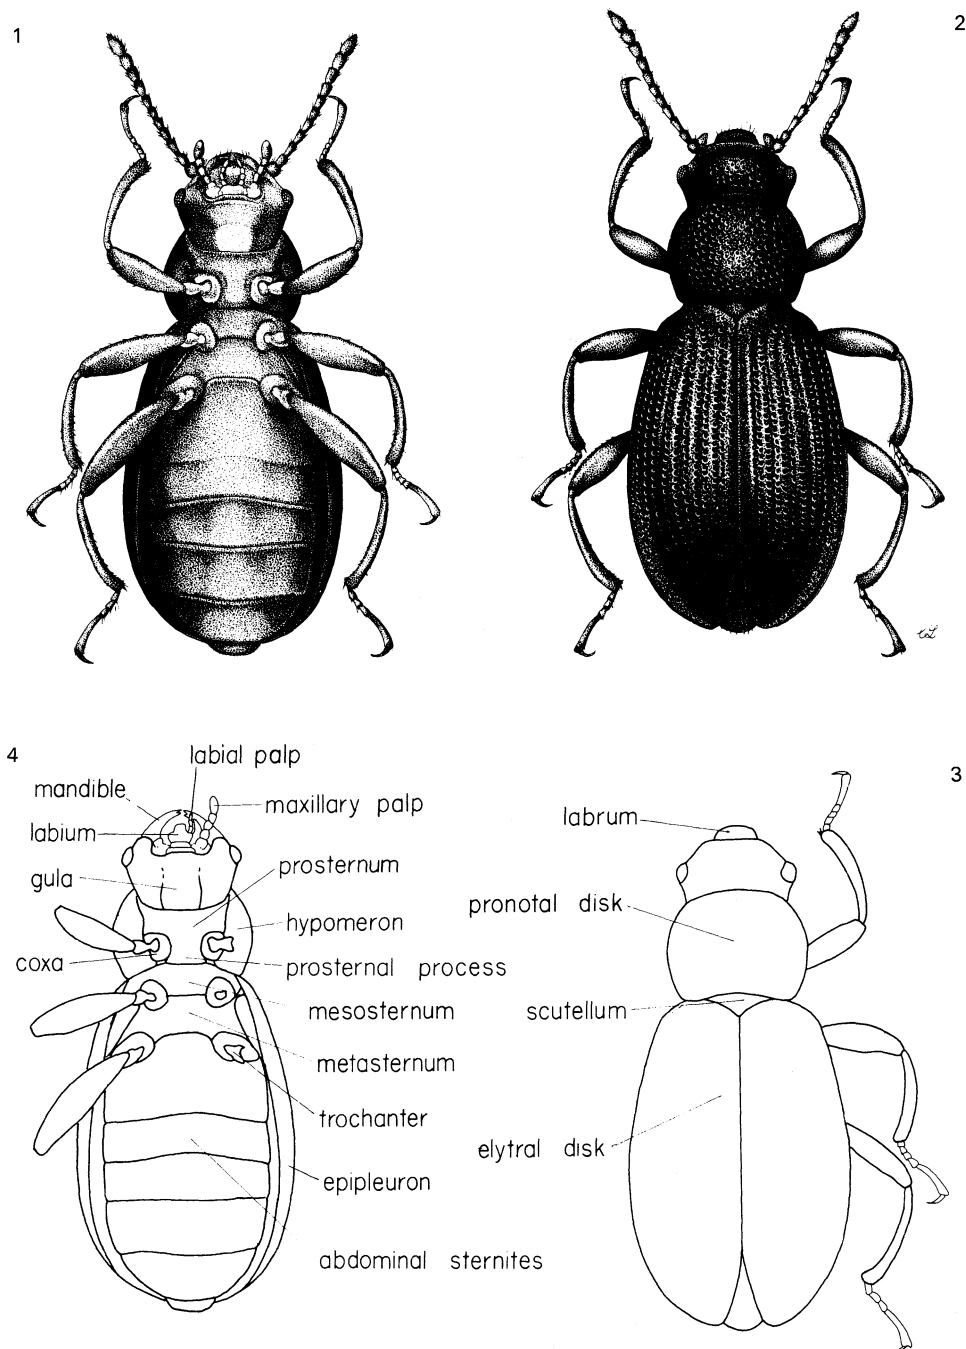 1
2
4
labial palp
mandible
maxillary palp
labium
prosternum
gula
hypomeron
coxa
prosternal process
mesosternum
metasternum
trochanter
epipleuron
abdominal sternites
3
labrum
pronotal disk
scutellum
elytral disk